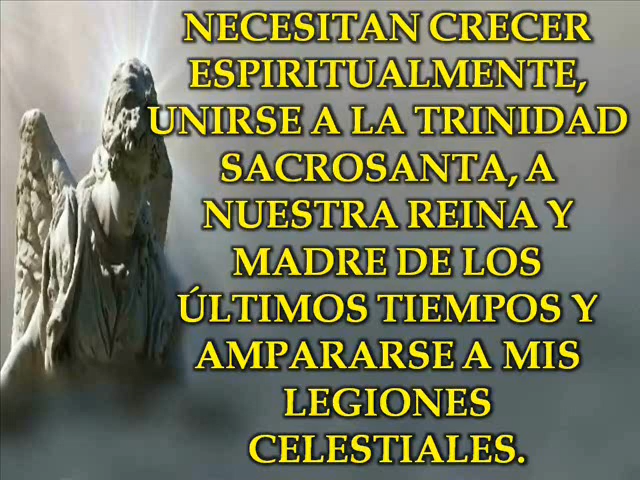 NECESITAN CRECER
ESPIRITUALMENTE,
UNIRSE A LA TRINIDAD
SACROSANTA, A
NUESTRA REINA Y
MADRE DE LOS
ÚLTIMOS TIEMPOS Y
AMPARARSE A MIS
LEGIONES
CELESTIALES.